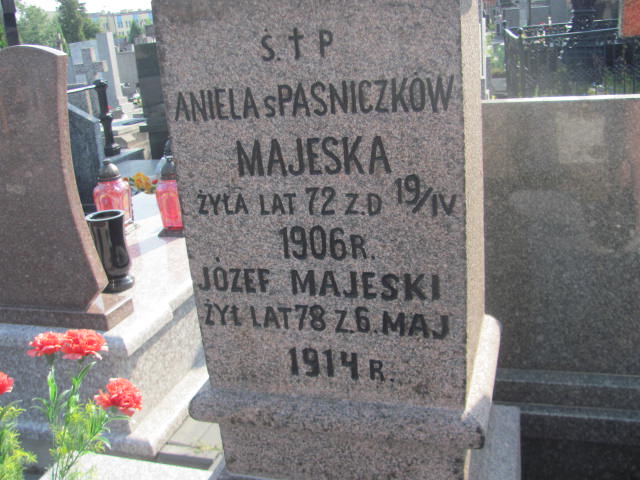 Ś.†P
ANIELA s PAŚNICZKÓW
MAJESKA
ŻYŁA LAT 72 Z.D 19/IV
1906 R.
JÓZEF MAJESKI
ŻYŁ LAT 78 Z.6.MAJ
1914 R.